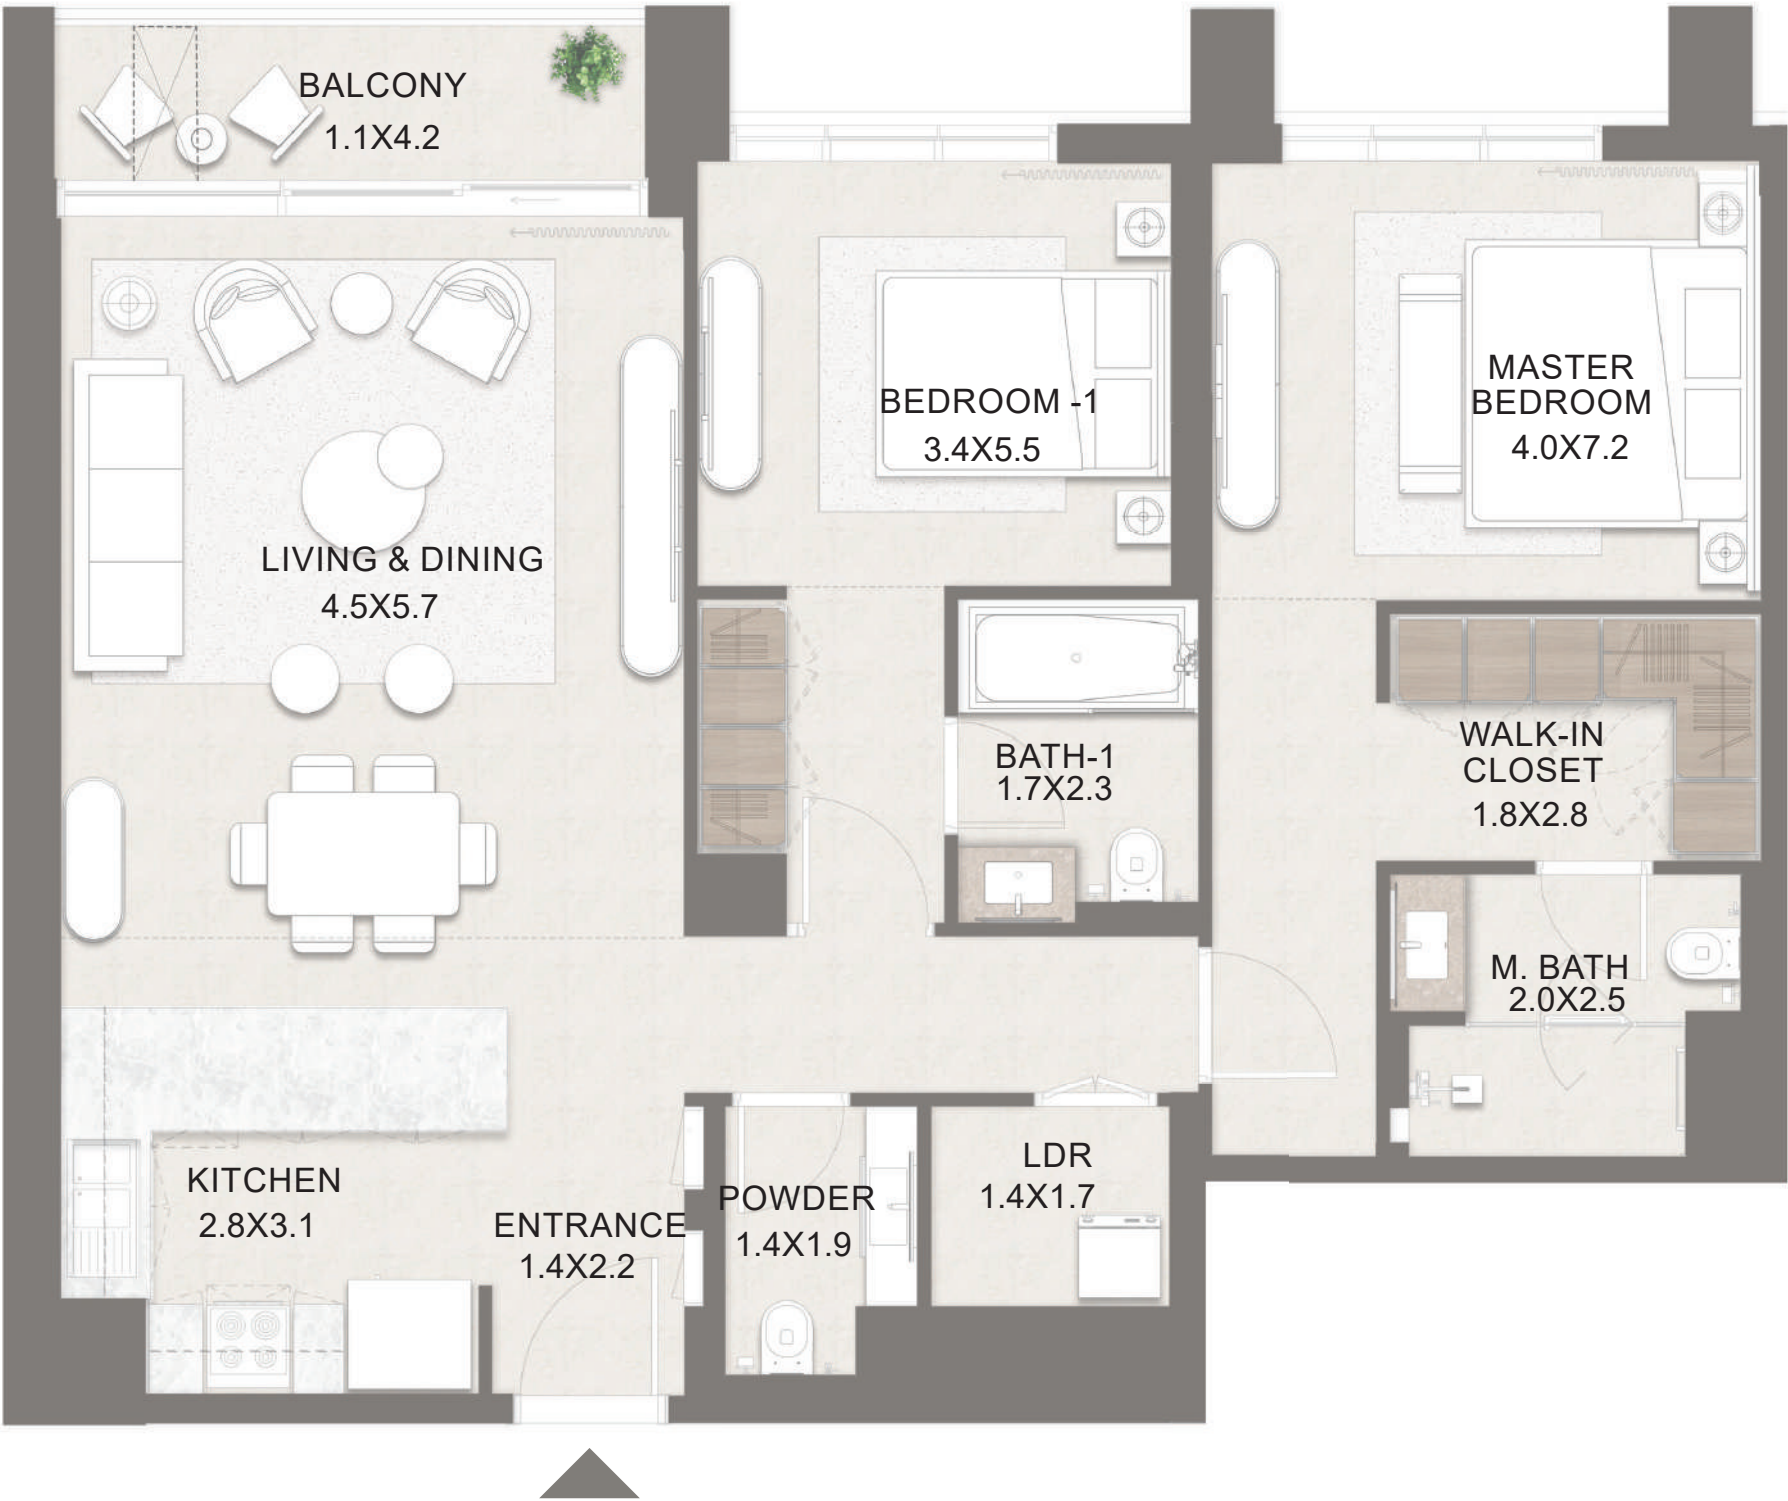 BALCONY
1.1X4.2
BEDROOM -1
3.4X5.5
MASTER
BEDROOM
4.0X7.2
LIVING & DINING
4.5X5.7
BATH-1
1.7X2.3
WALK-IN
CLOSET
1.8X2.8
M. BATH
2.0X2.5
KITCHEN
2.8X3.1
ENTRANCE
1.4X2.2
POWDER
1.4X1.9
LDR
1.4X1.7